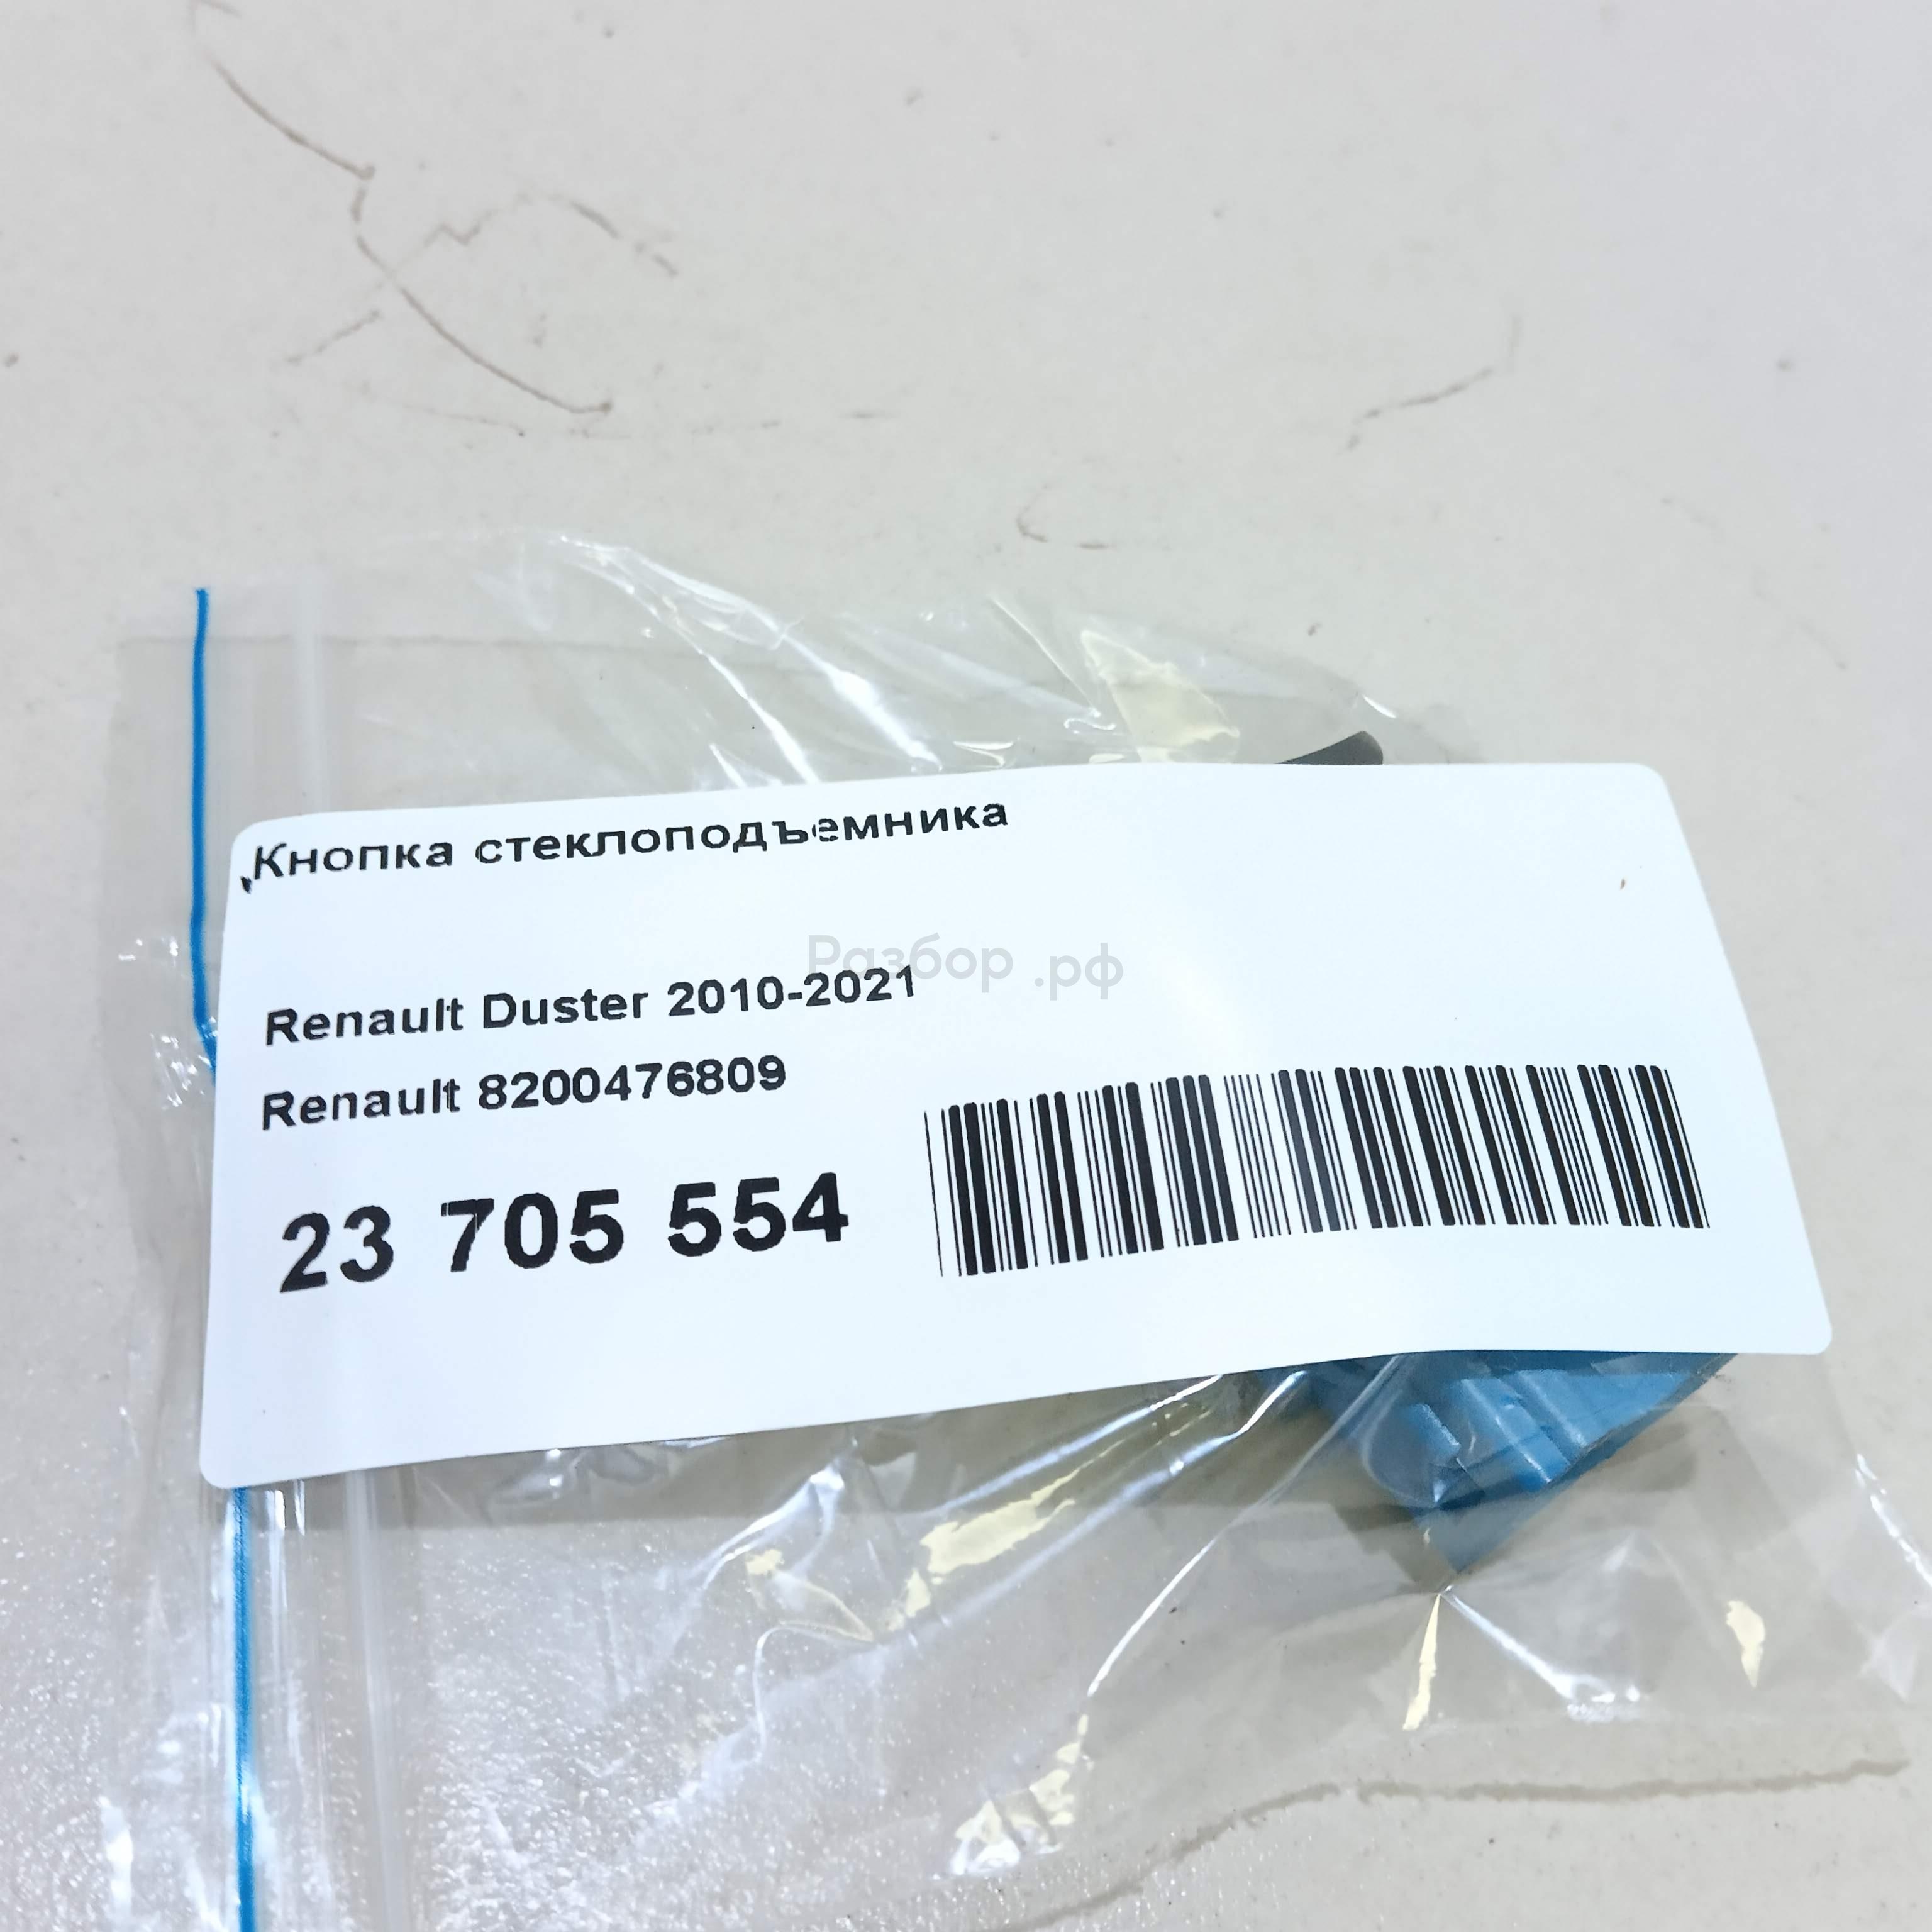 Кнопка стеклоподъемника
Разбор.рф
Renault Duster 2010-2021
Renault 8200476809
23 705 554